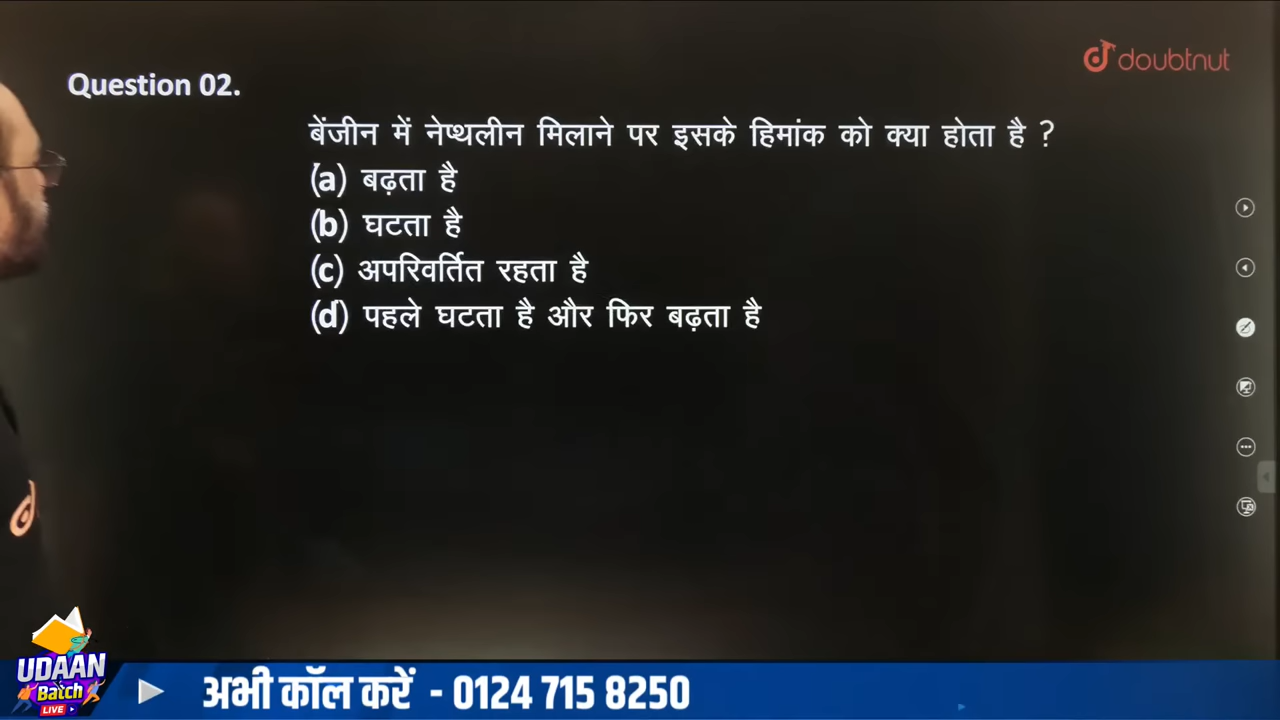 doubtnut
Question 02.
बेंजीन में नेप्थलीन मिलाने पर इसके हिमांक को क्या होता है ?
(a) बढ़ता है
(b) घटता है
(c) अपरिवर्तित रहता है
(d) पहले घटता है और फिर बढ़ता है
UDAAN
Batch
LIVE
अभी कॉल करें - 0124 715 8250